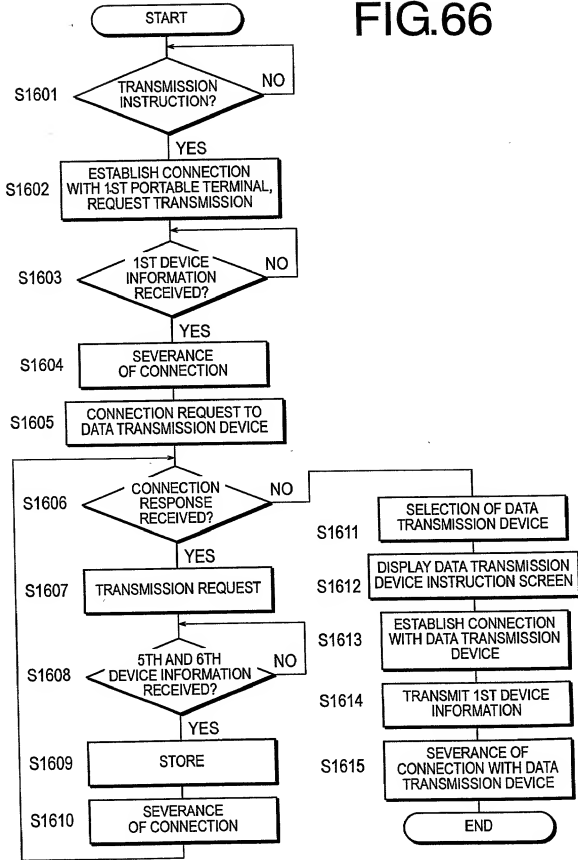 FIG.66
START
S1601
TRANSMISSION
INSTRUCTION?
NO
YES
S1602
ESTABLISH CONNECTION
WITH 1ST PORTABLE TERMINAL,
REQUEST TRANSMISSION
S1603
1ST DEVICE
INFORMATION
RECEIVED?
NO
YES
S1604
SEVERANCE
OF CONNECTION
S1605
CONNECTION REQUEST TO
DATA TRANSMISSION DEVICE
S1606
CONNECTION
RESPONSE
RECEIVED?
NO
YES
S1607
TRANSMISSION REQUEST
S1608
5TH AND 6TH
DEVICE INFORMATION
RECEIVED?
NO
YES
S1609
STORE
S1610
SEVERANCE
OF CONNECTION
S1611
SELECTION OF DATA
TRANSMISSION DEVICE
S1612
DISPLAY DATA TRANSMISSION
DEVICE INSTRUCTION SCREEN
S1613
ESTABLISH CONNECTION
WITH DATA TRANSMISSION
DEVICE
S1614
TRANSMIT 1ST DEVICE
INFORMATION
S1615
SEVERANCE OF
CONNECTION WITH DATA
TRANSMISSION DEVICE
END